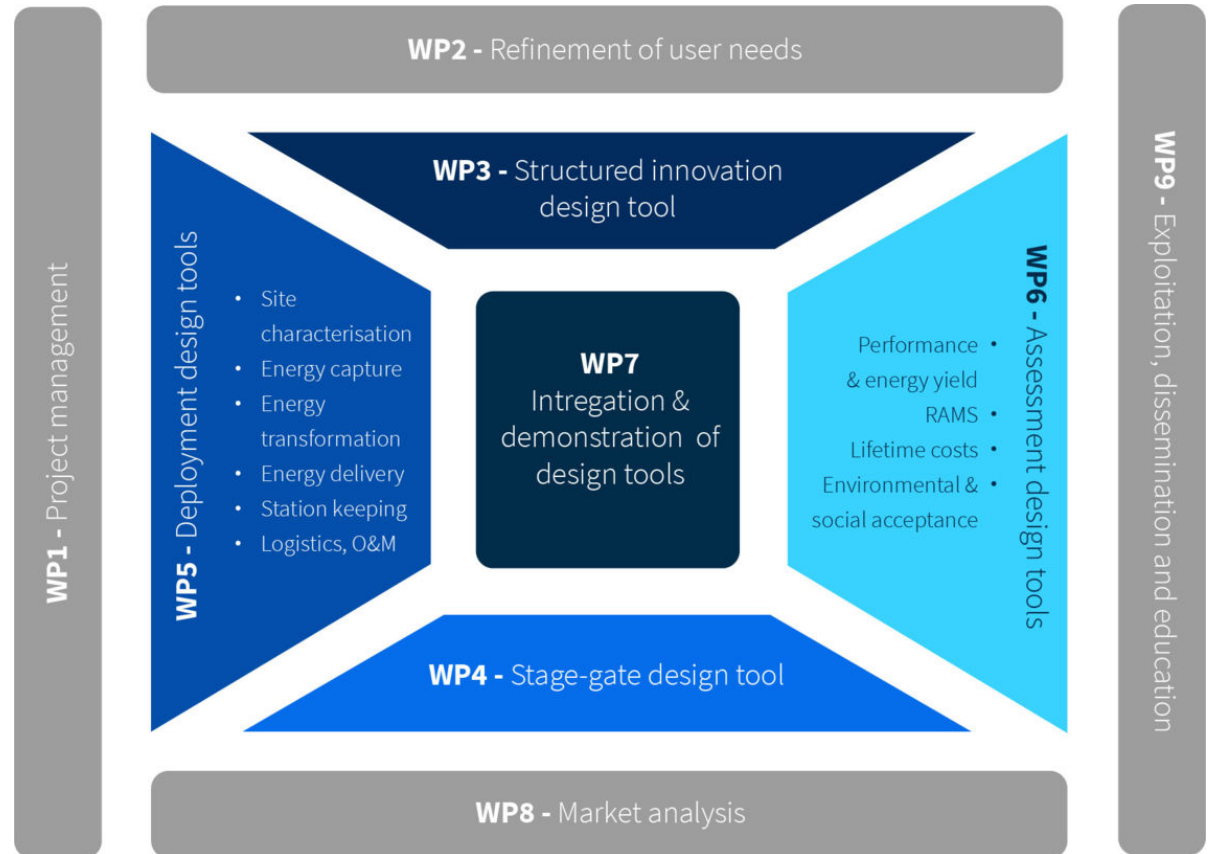 WP2 - Refinement of user needs
WP1 - Project management
WP3 - Structured innovation
design tool
WP5 - Deployment design tools
• Site
characterisation
• Energy capture
• Energy
transformation
• Energy delivery
• Station keeping
• Logistics, O&M
WP7
Intregation &
demonstration of
design tools
Performance •
& energy yield
RAMS •
Lifetime costs •
Environmental & •
social acceptance
WP6 - Assessment design tools
WP9 - Exploitation, dissemination and education
WP4 - Stage-gate design tool
WP8 - Market analysis